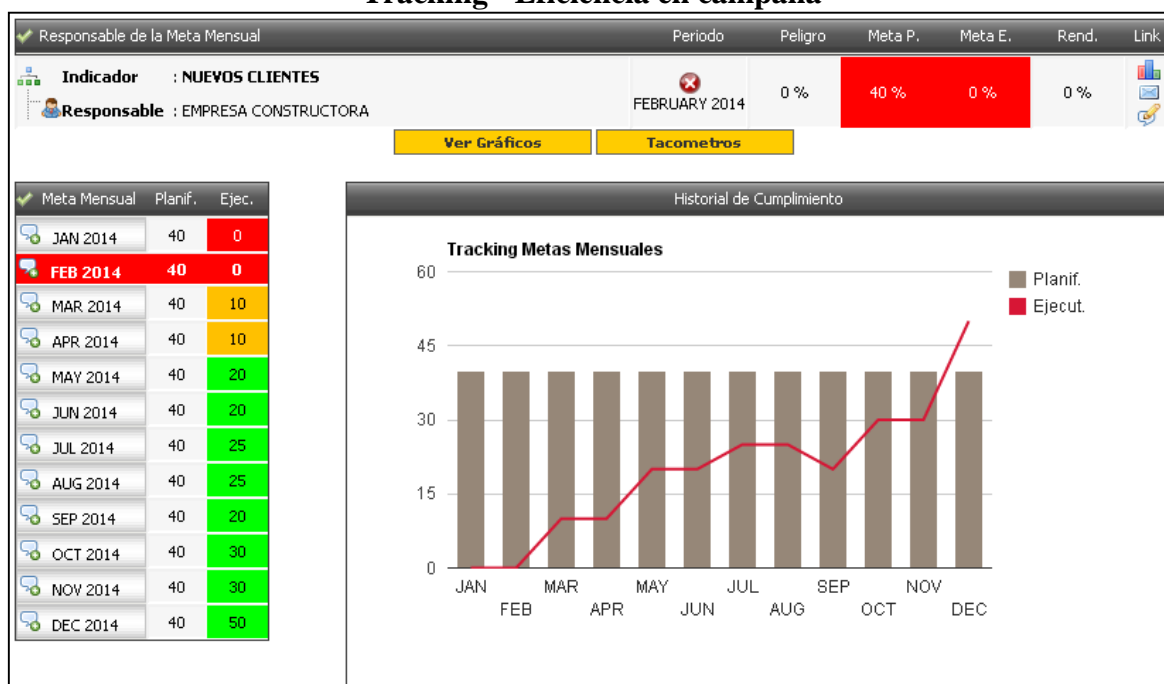 Tracking - Eficiencia en campaña
Responsable de la Meta Mensual Periodo Peligro Meta P. Meta E. Rend. Link
Indicador : NUEVOS CLIENTES
Responsable : EMPRESA CONSTRUCTORA
FEBRUARY 2014 0 % 40 % 0 % 0 %
Ver Gráficos Tacometros
Meta Mensual Planif. Ejec.
JAN 2014 40 0
FEB 2014 40 0
MAR 2014 40 10
APR 2014 40 10
MAY 2014 40 20
JUN 2014 40 20
JUL 2014 40 25
AUG 2014 40 25
SEP 2014 40 20
OCT 2014 40 30
NOV 2014 40 30
DEC 2014 40 50
Historial de Cumplimiento
Tracking Metas Mensuales
60
45
30
15
0
JAN FEB MAR APR MAY JUN JUL AUG SEP OCT NOV DEC
Planif.
Ejecut.